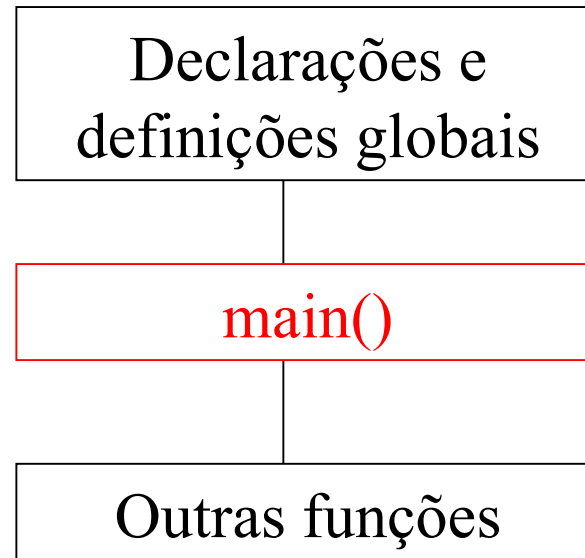 Declarações e
definições globais
main()
Outras funções